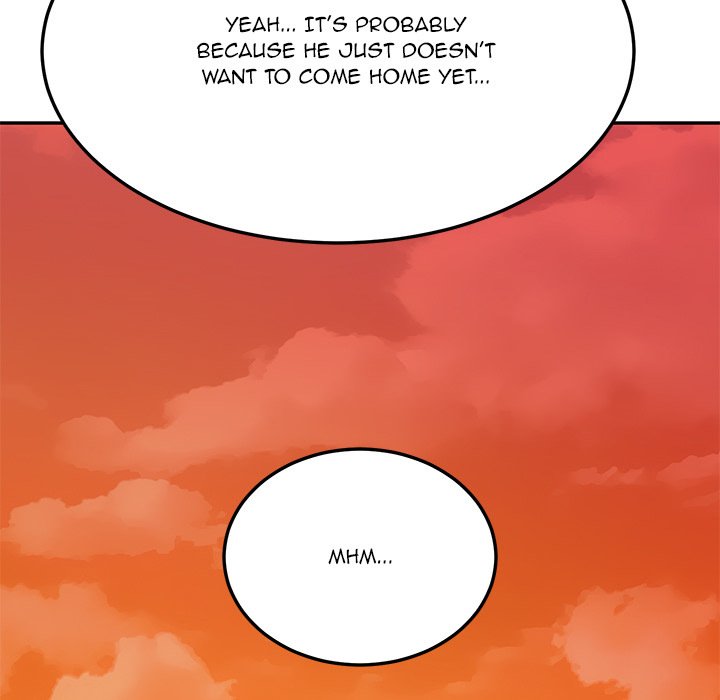 YEAH... IT'S PROBABLY
BECAUSE HE JUST DOESN'T
WANT TO COME HOME YET...
MHM...